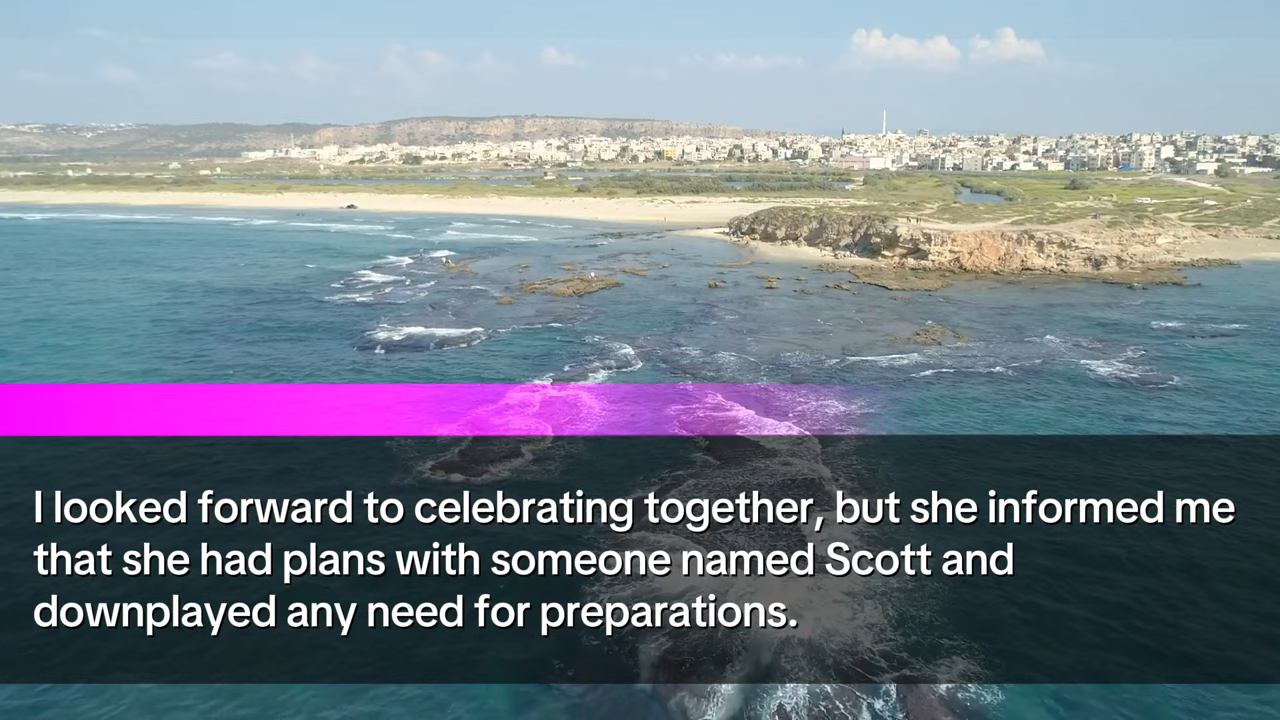 I looked forward to celebrating together, but she informed me
that she had plans with someone named Scott and
downplayed any need for preparations.